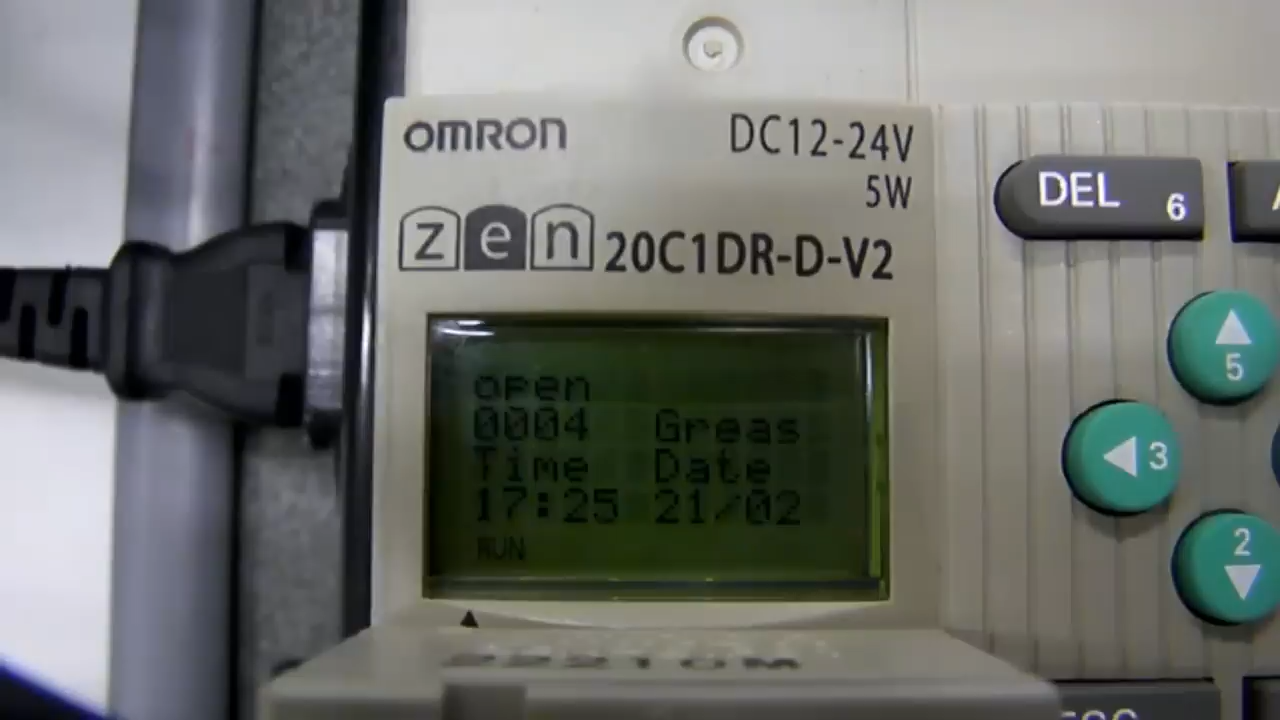 OMRON
DC12-24V
5W
zen 20C1DR-D-V2
open
0004 Greas
Time Date
17:25 21/02
RUN
DEL 6
5
3
2